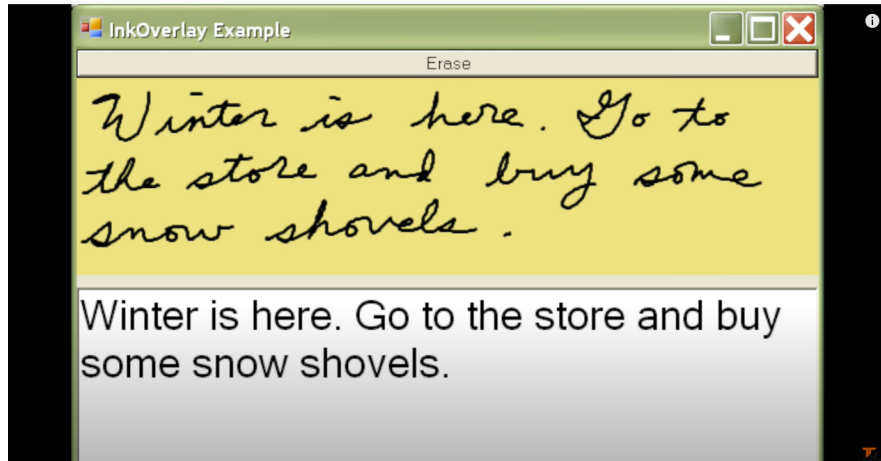 InkOverlay Example
Erase
Winter is here. Go to
the store and buy some
snow shovels.
Winter is here. Go to the store and buy
some snow shovels.